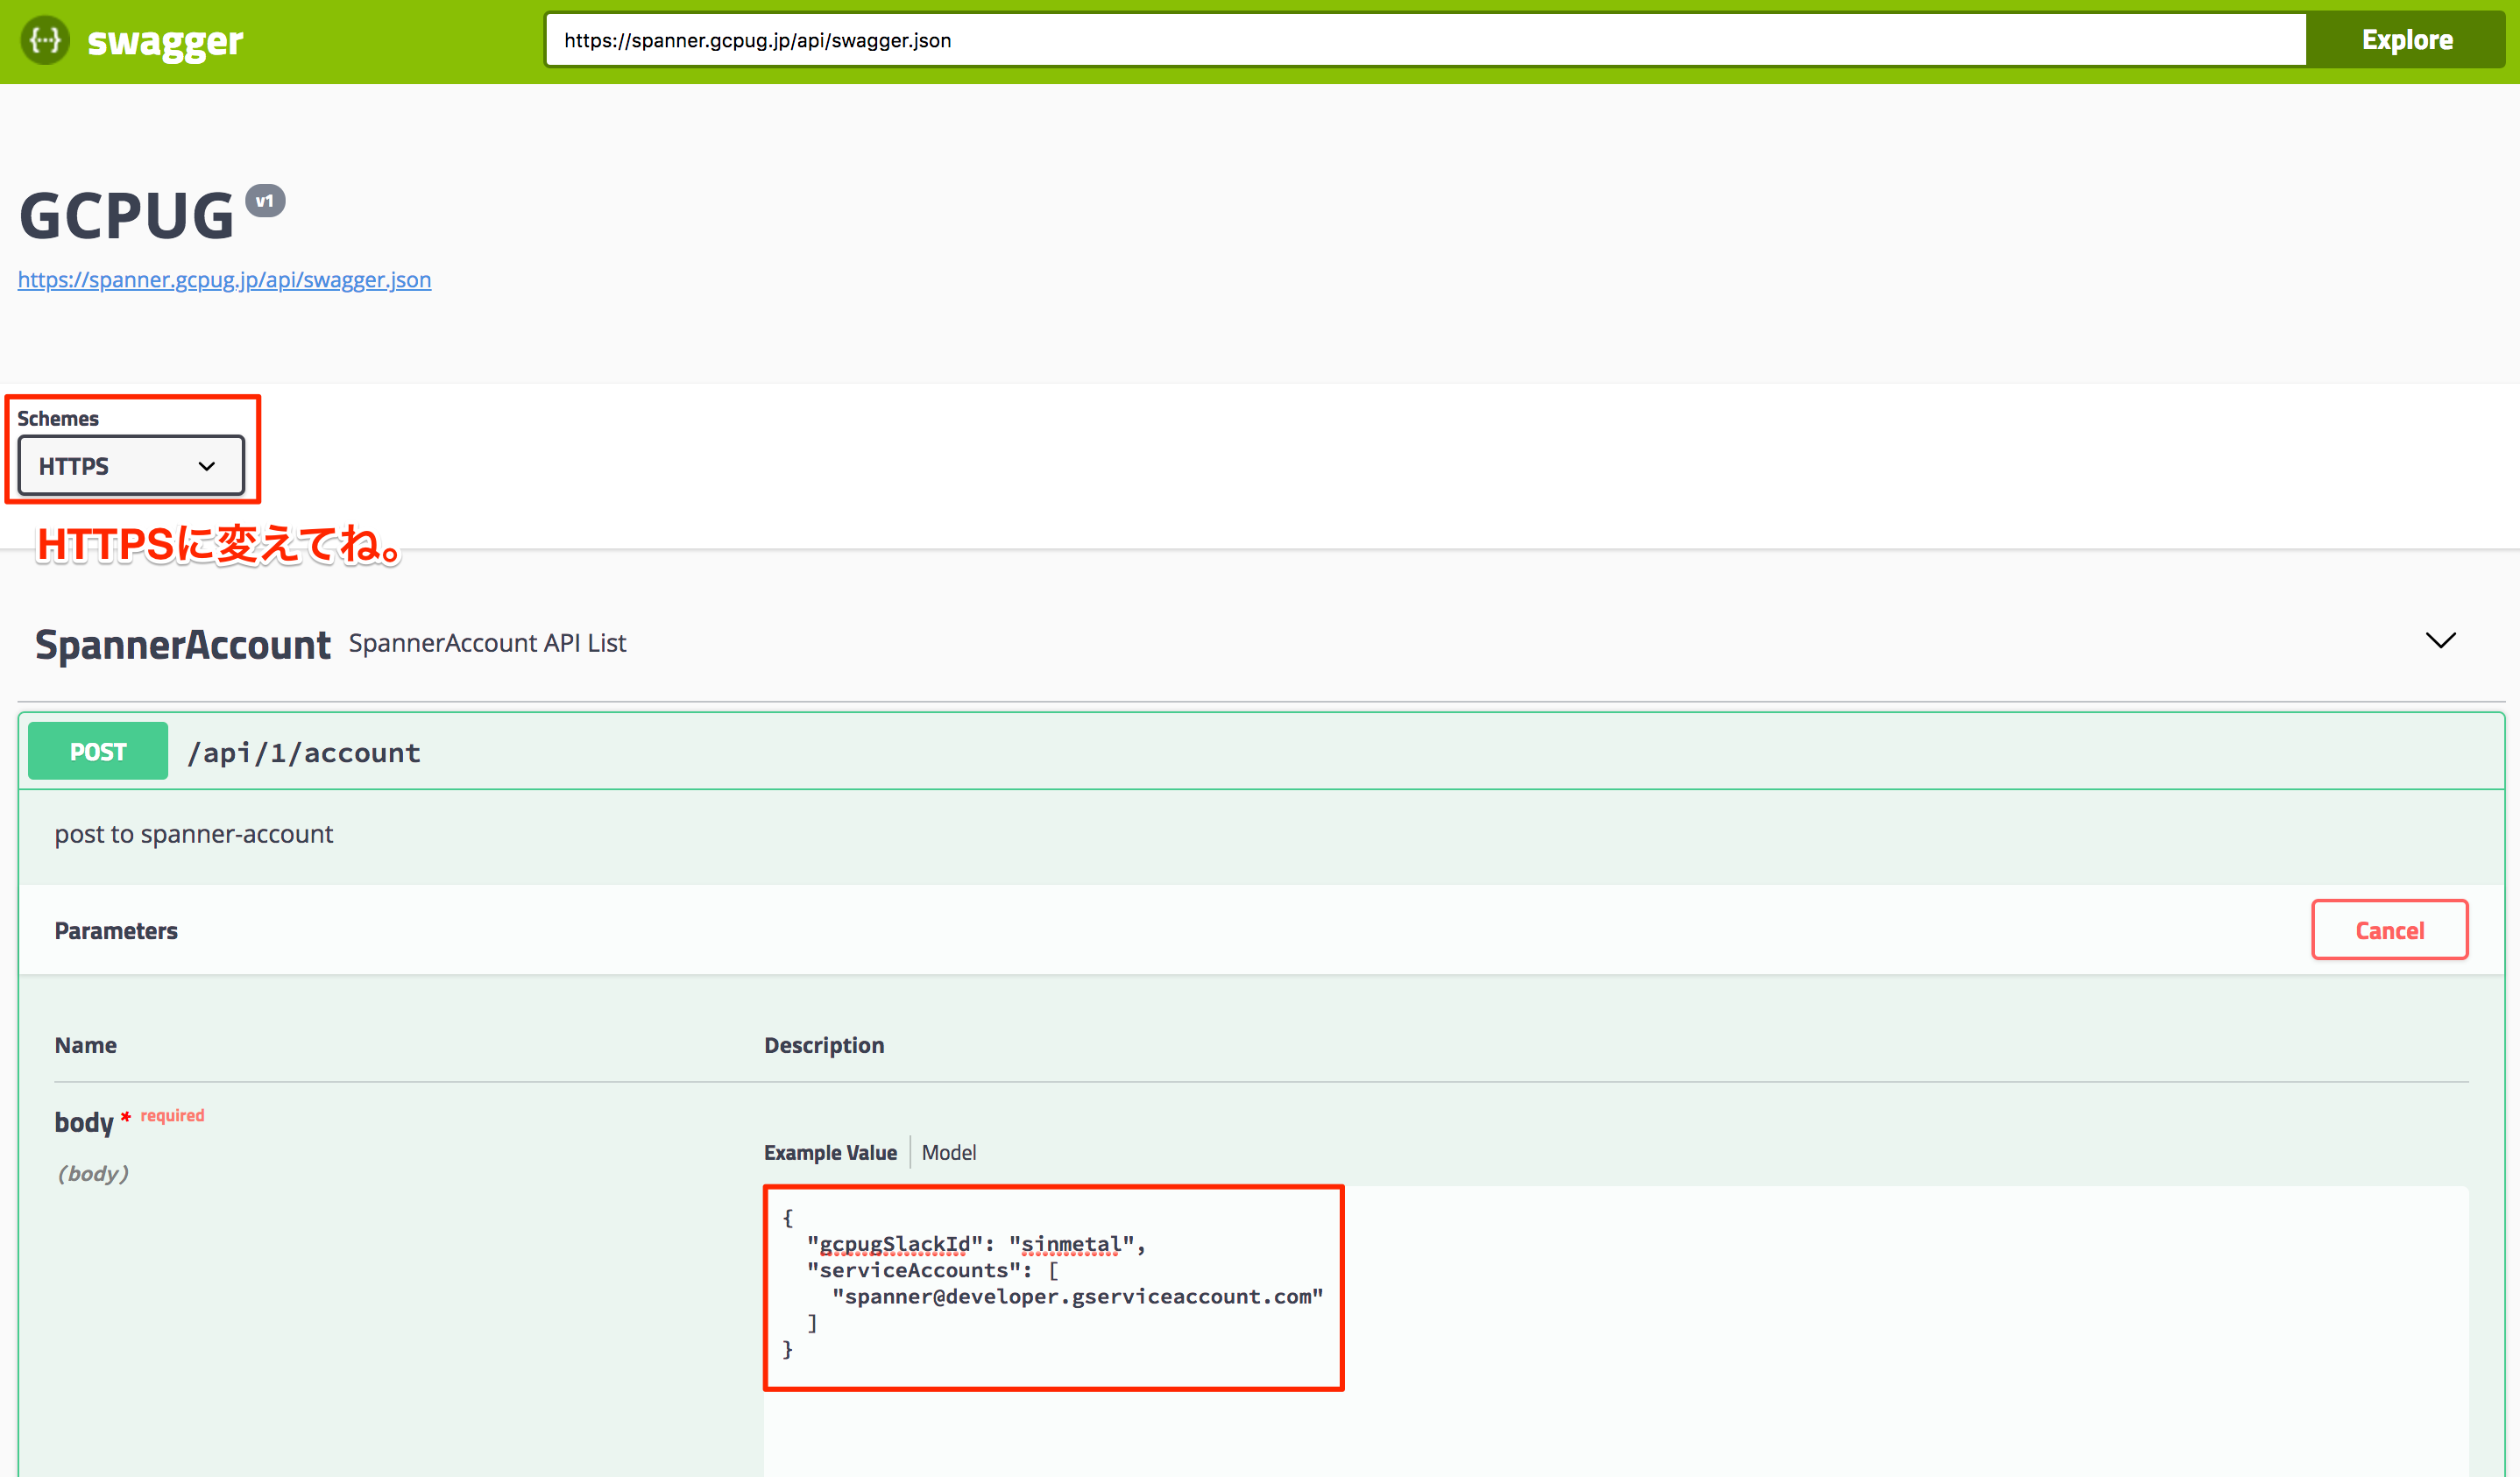 {···} swagger
https://spanner.gcpug.jp/api/swagger.json
Explore
GCPUG v1
https://spanner.gcpug.jp/api/swagger.json
Schemes
HTTPS
HTTPSに変えてね。
SpannerAccount SpannerAccount API List
POST /api/1/account
post to spanner-account
Parameters
Cancel
Name Description
body * required
(body)
Example Value Model
{
"gcpugSlackId": "sinmetal",
"serviceAccounts": [
"spanner@developer.gserviceaccount.com"
]
}